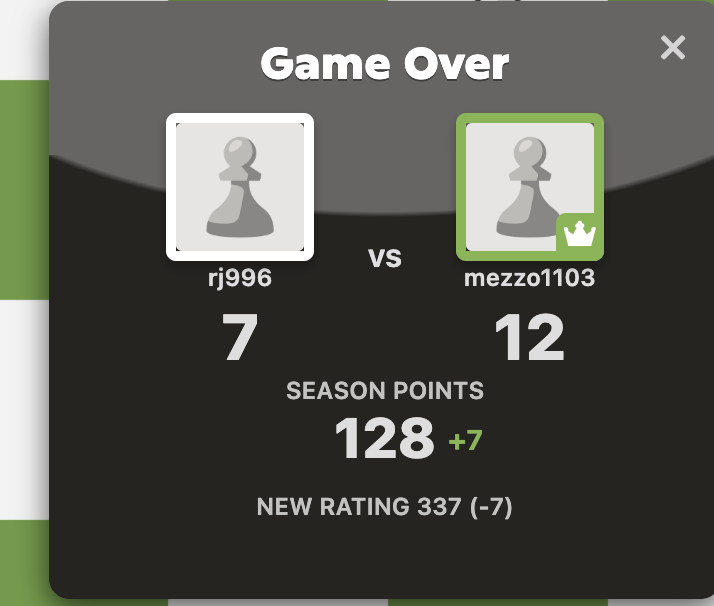 Game Over
vs
rj996
mezzo1103
7
12
SEASON POINTS
128 +7
NEW RATING 337 (-7)